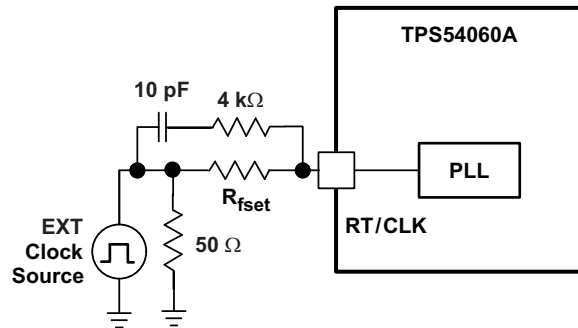 TPS54060A
10 pF
4 kΩ
PLL
R_fset
RT/CLK
EXT
Clock
Source
50 Ω